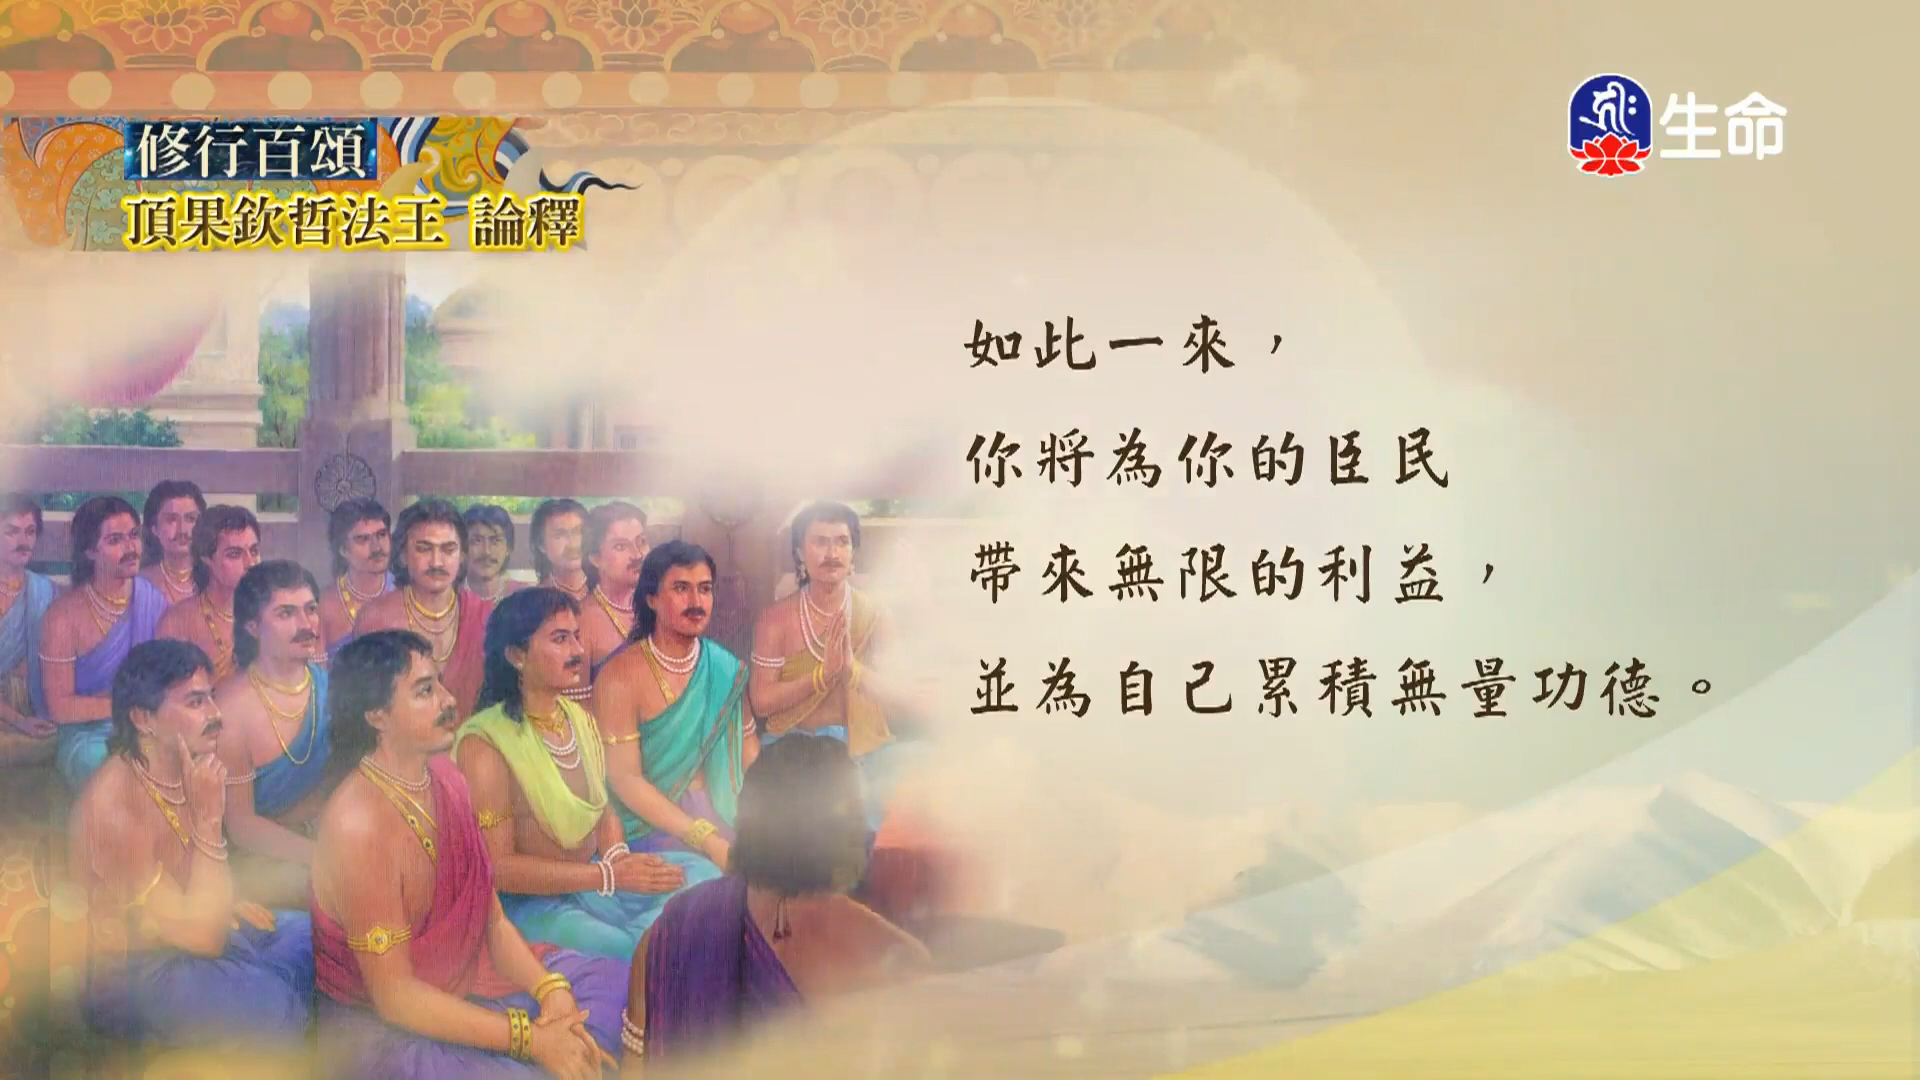 修行百頌
頂果欽哲法王 論釋
生命
如此一來，
你將為你的臣民
帶來無限的利益，
並為自己累積無量功德。